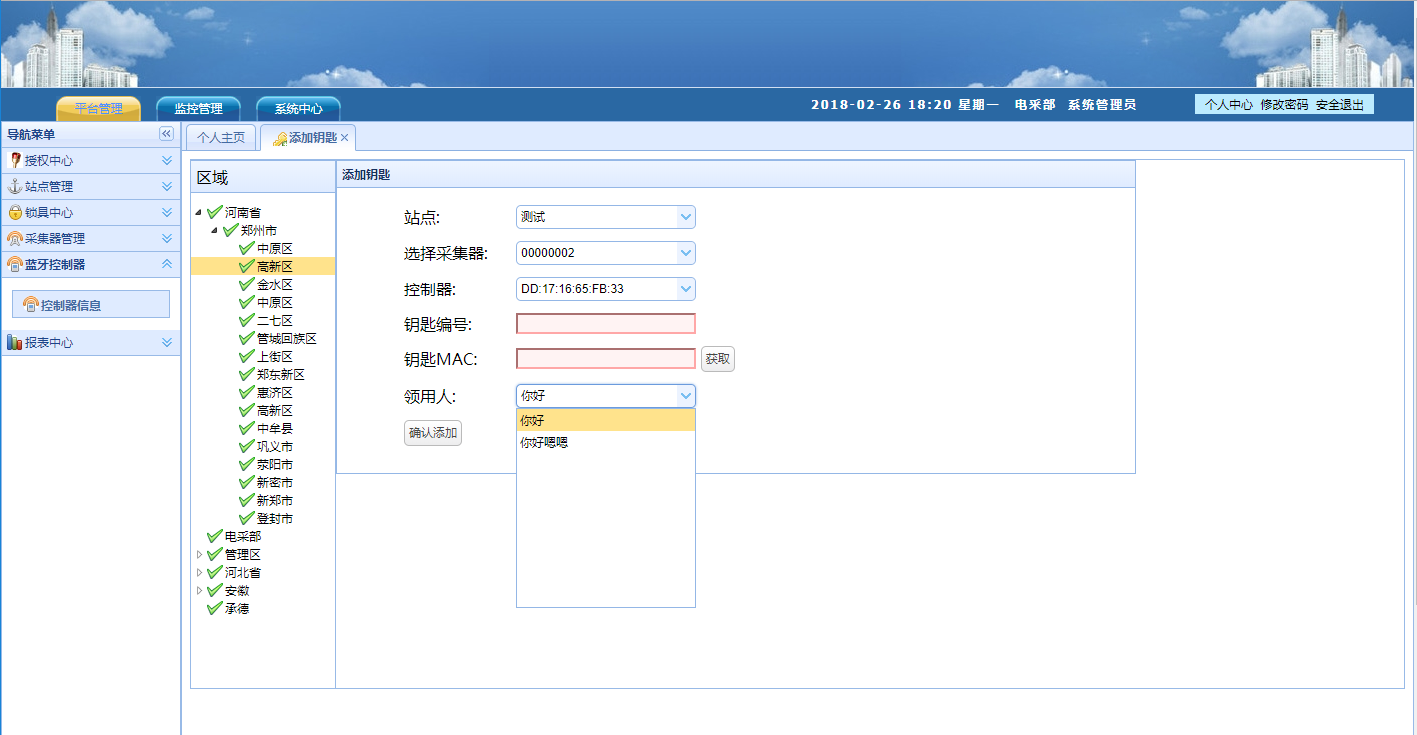 平台管理 监控管理 系统中心 2018-02-26 18:20 星期一 电采部 系统管理员 个人中心 修改密码 安全退出
导航菜单
授权中心
站点管理
锁具中心
采集器管理
蓝牙控制器
控制器信息
报表中心
个人主页 添加钥匙
区域
河南省
郑州市
中原区
高新区
金水区
中原区
二七区
管城回族区
上街区
郑东新区
惠济区
高新区
中牟县
巩义市
荥阳市
新密市
新郑市
登封市
电采部
管理区
河北省
安徽
承德
添加钥匙
站点: 测试
选择采集器: 00000002
控制器: DD:17:16:65:FB:33
钥匙编号:
钥匙MAC: 获取
领用人: 你好
你好
你好嗯嗯
确认添加